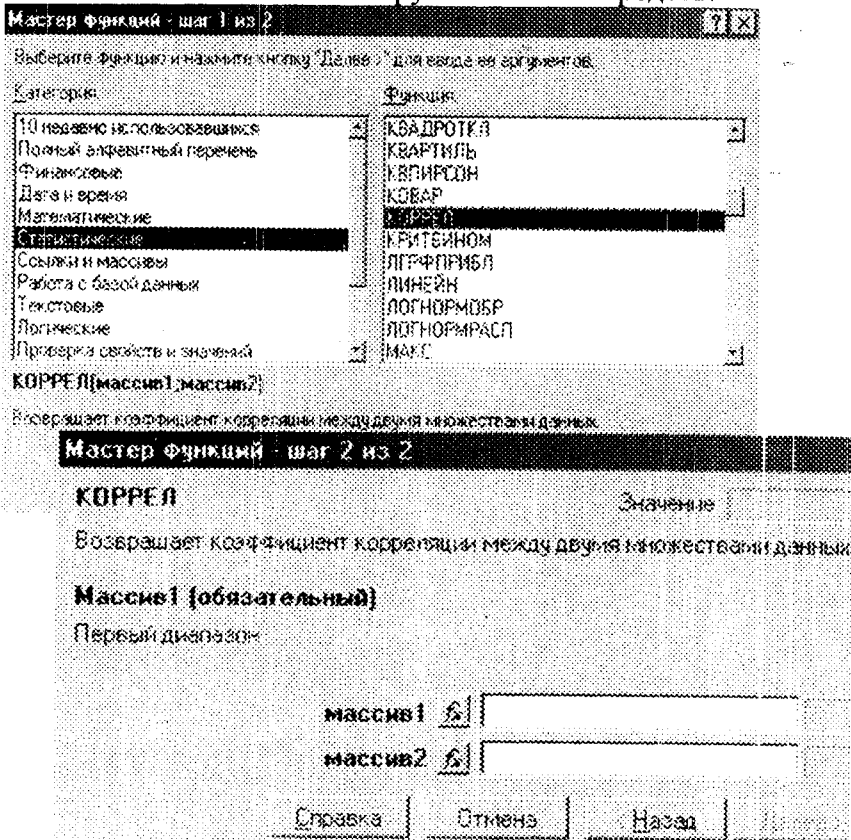 Мастер функций - шаг 1 из 2
Выберите функцию и нажмите кнопку "Далее >" для ввода ее аргументов.
Категория:
Функция:
10 недавно использовавшихся
Полный алфавитный перечень
Финансовые
Дата и время
Математические
Статистические
Ссылки и массивы
Работа с базой данных
Текстовые
Логические
Проверка свойств и значений
КВАДРОТКЛ
КВАРТИЛЬ
КВПИРСОН
КОВАР
КОРРЕЛ
КРИТБИНОМ
ЛГРФПРИБЛ
ЛИНЕЙН
ЛОГНОРМОБР
ЛОГНОРМРАСП
МАКС
КОРРЕЛ(массив1;массив2)
Возвращает коэффициент корреляции между двумя множествами данных.
Мастер функций - шаг 2 из 2
КОРРЕЛ
Значение
Возвращает коэффициент корреляции между двумя множествами данных
Массив1 (обязательный)
Первый диапазон
массив1 fx
массив2 fx
Справка Отмена Назад